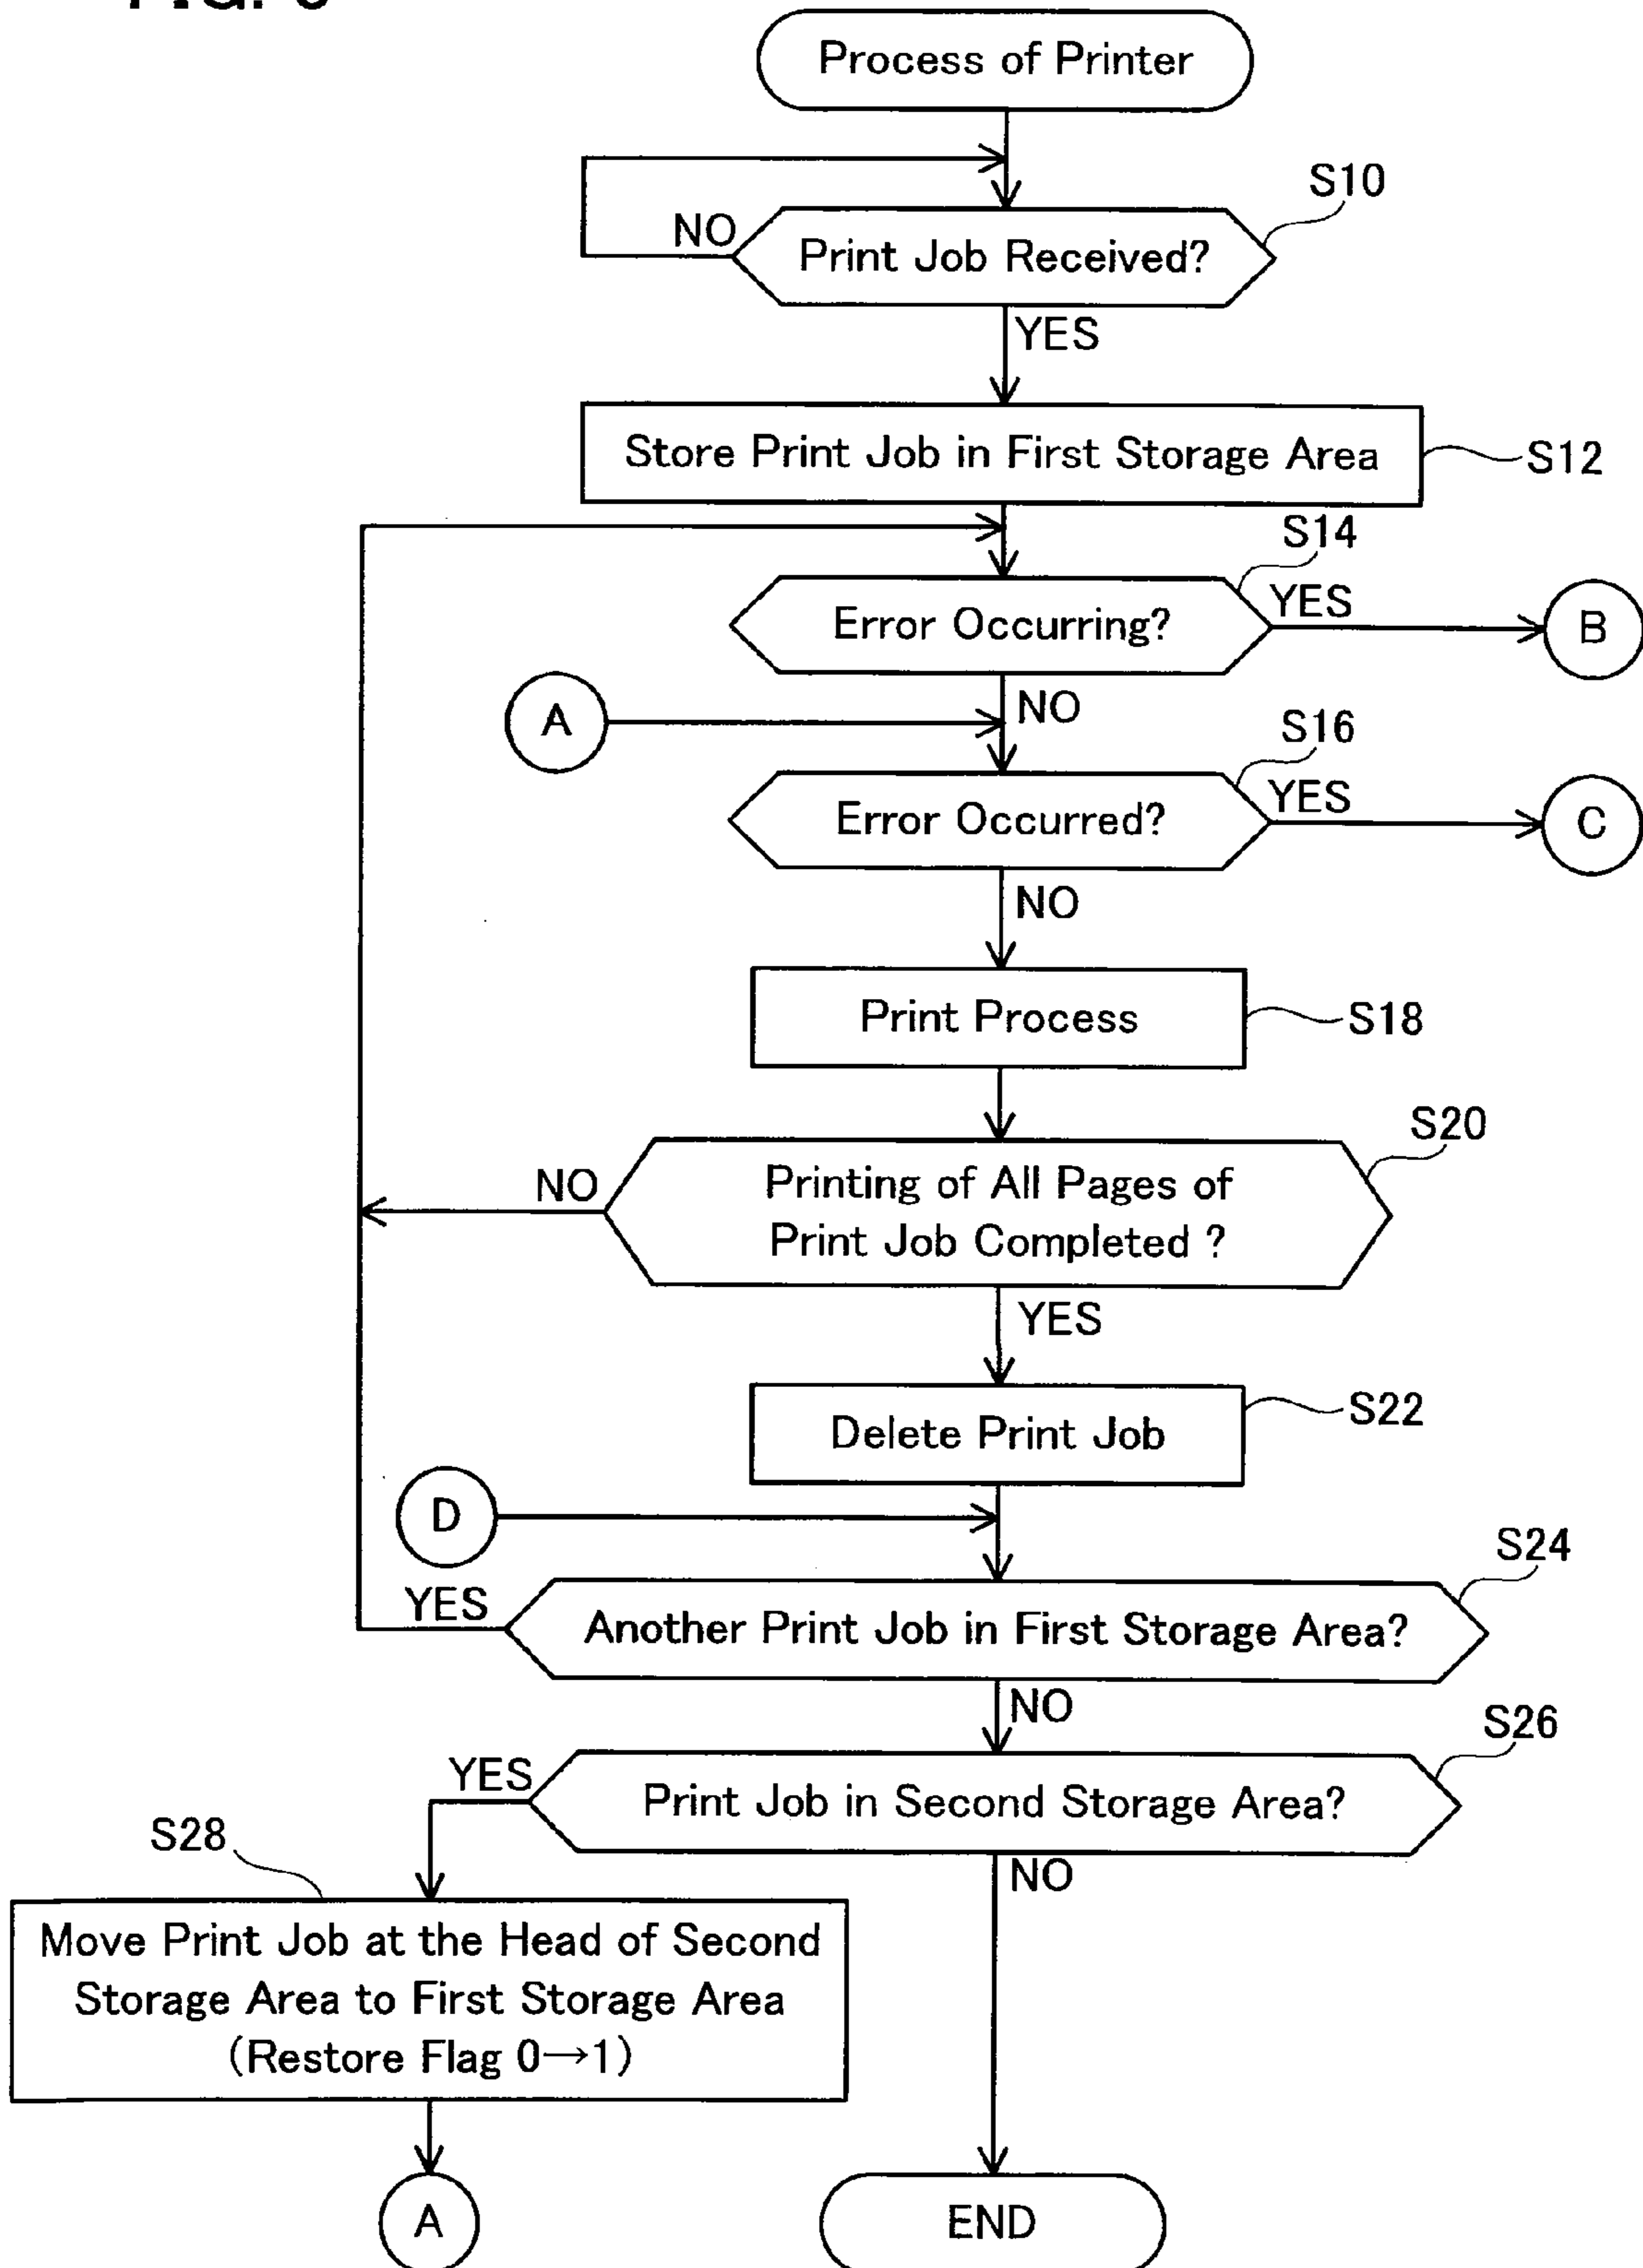 Process of Printer
S10
NO
Print Job Received?
YES
Store Print Job in First Storage Area
S12
S14
Error Occurring?
YES
B
A
NO
S16
Error Occurred?
YES
C
NO
Print Process
S18
S20
NO
Printing of All Pages of
Print Job Completed ?
YES
Delete Print Job
S22
D
S24
YES
Another Print Job in First Storage Area?
NO
S26
YES
Print Job in Second Storage Area?
NO
S28
Move Print Job at the Head of Second
Storage Area to First Storage Area
(Restore Flag 0→1)
A
END